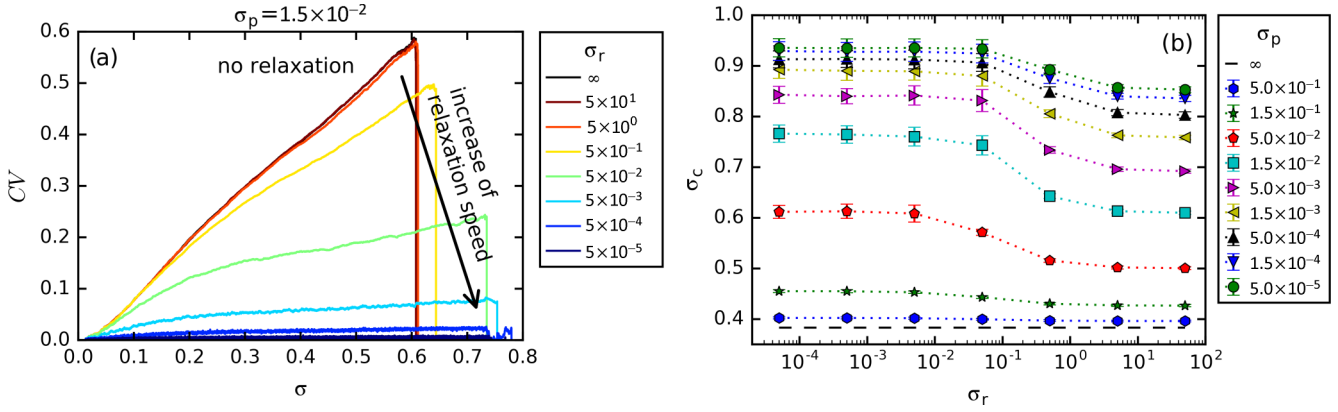 σp=1.5×10⁻²
(a)
no relaxation
increase of
relaxation speed
CV
0.6
0.5
0.4
0.3
0.2
0.1
0.0
0.0 0.1 0.2 0.3 0.4 0.5 0.6 0.7 0.8
σ
σr
∞
5×10¹
5×10⁰
5×10⁻¹
5×10⁻²
5×10⁻³
5×10⁻⁴
5×10⁻⁵
(b)
σc
1.0
0.9
0.8
0.7
0.6
0.5
0.4
10⁻⁴ 10⁻³ 10⁻² 10⁻¹ 10⁰ 10¹ 10²
σr
σp
∞
5.0×10⁻¹
1.5×10⁻¹
5.0×10⁻²
1.5×10⁻²
5.0×10⁻³
1.5×10⁻³
5.0×10⁻⁴
1.5×10⁻⁴
5.0×10⁻⁵